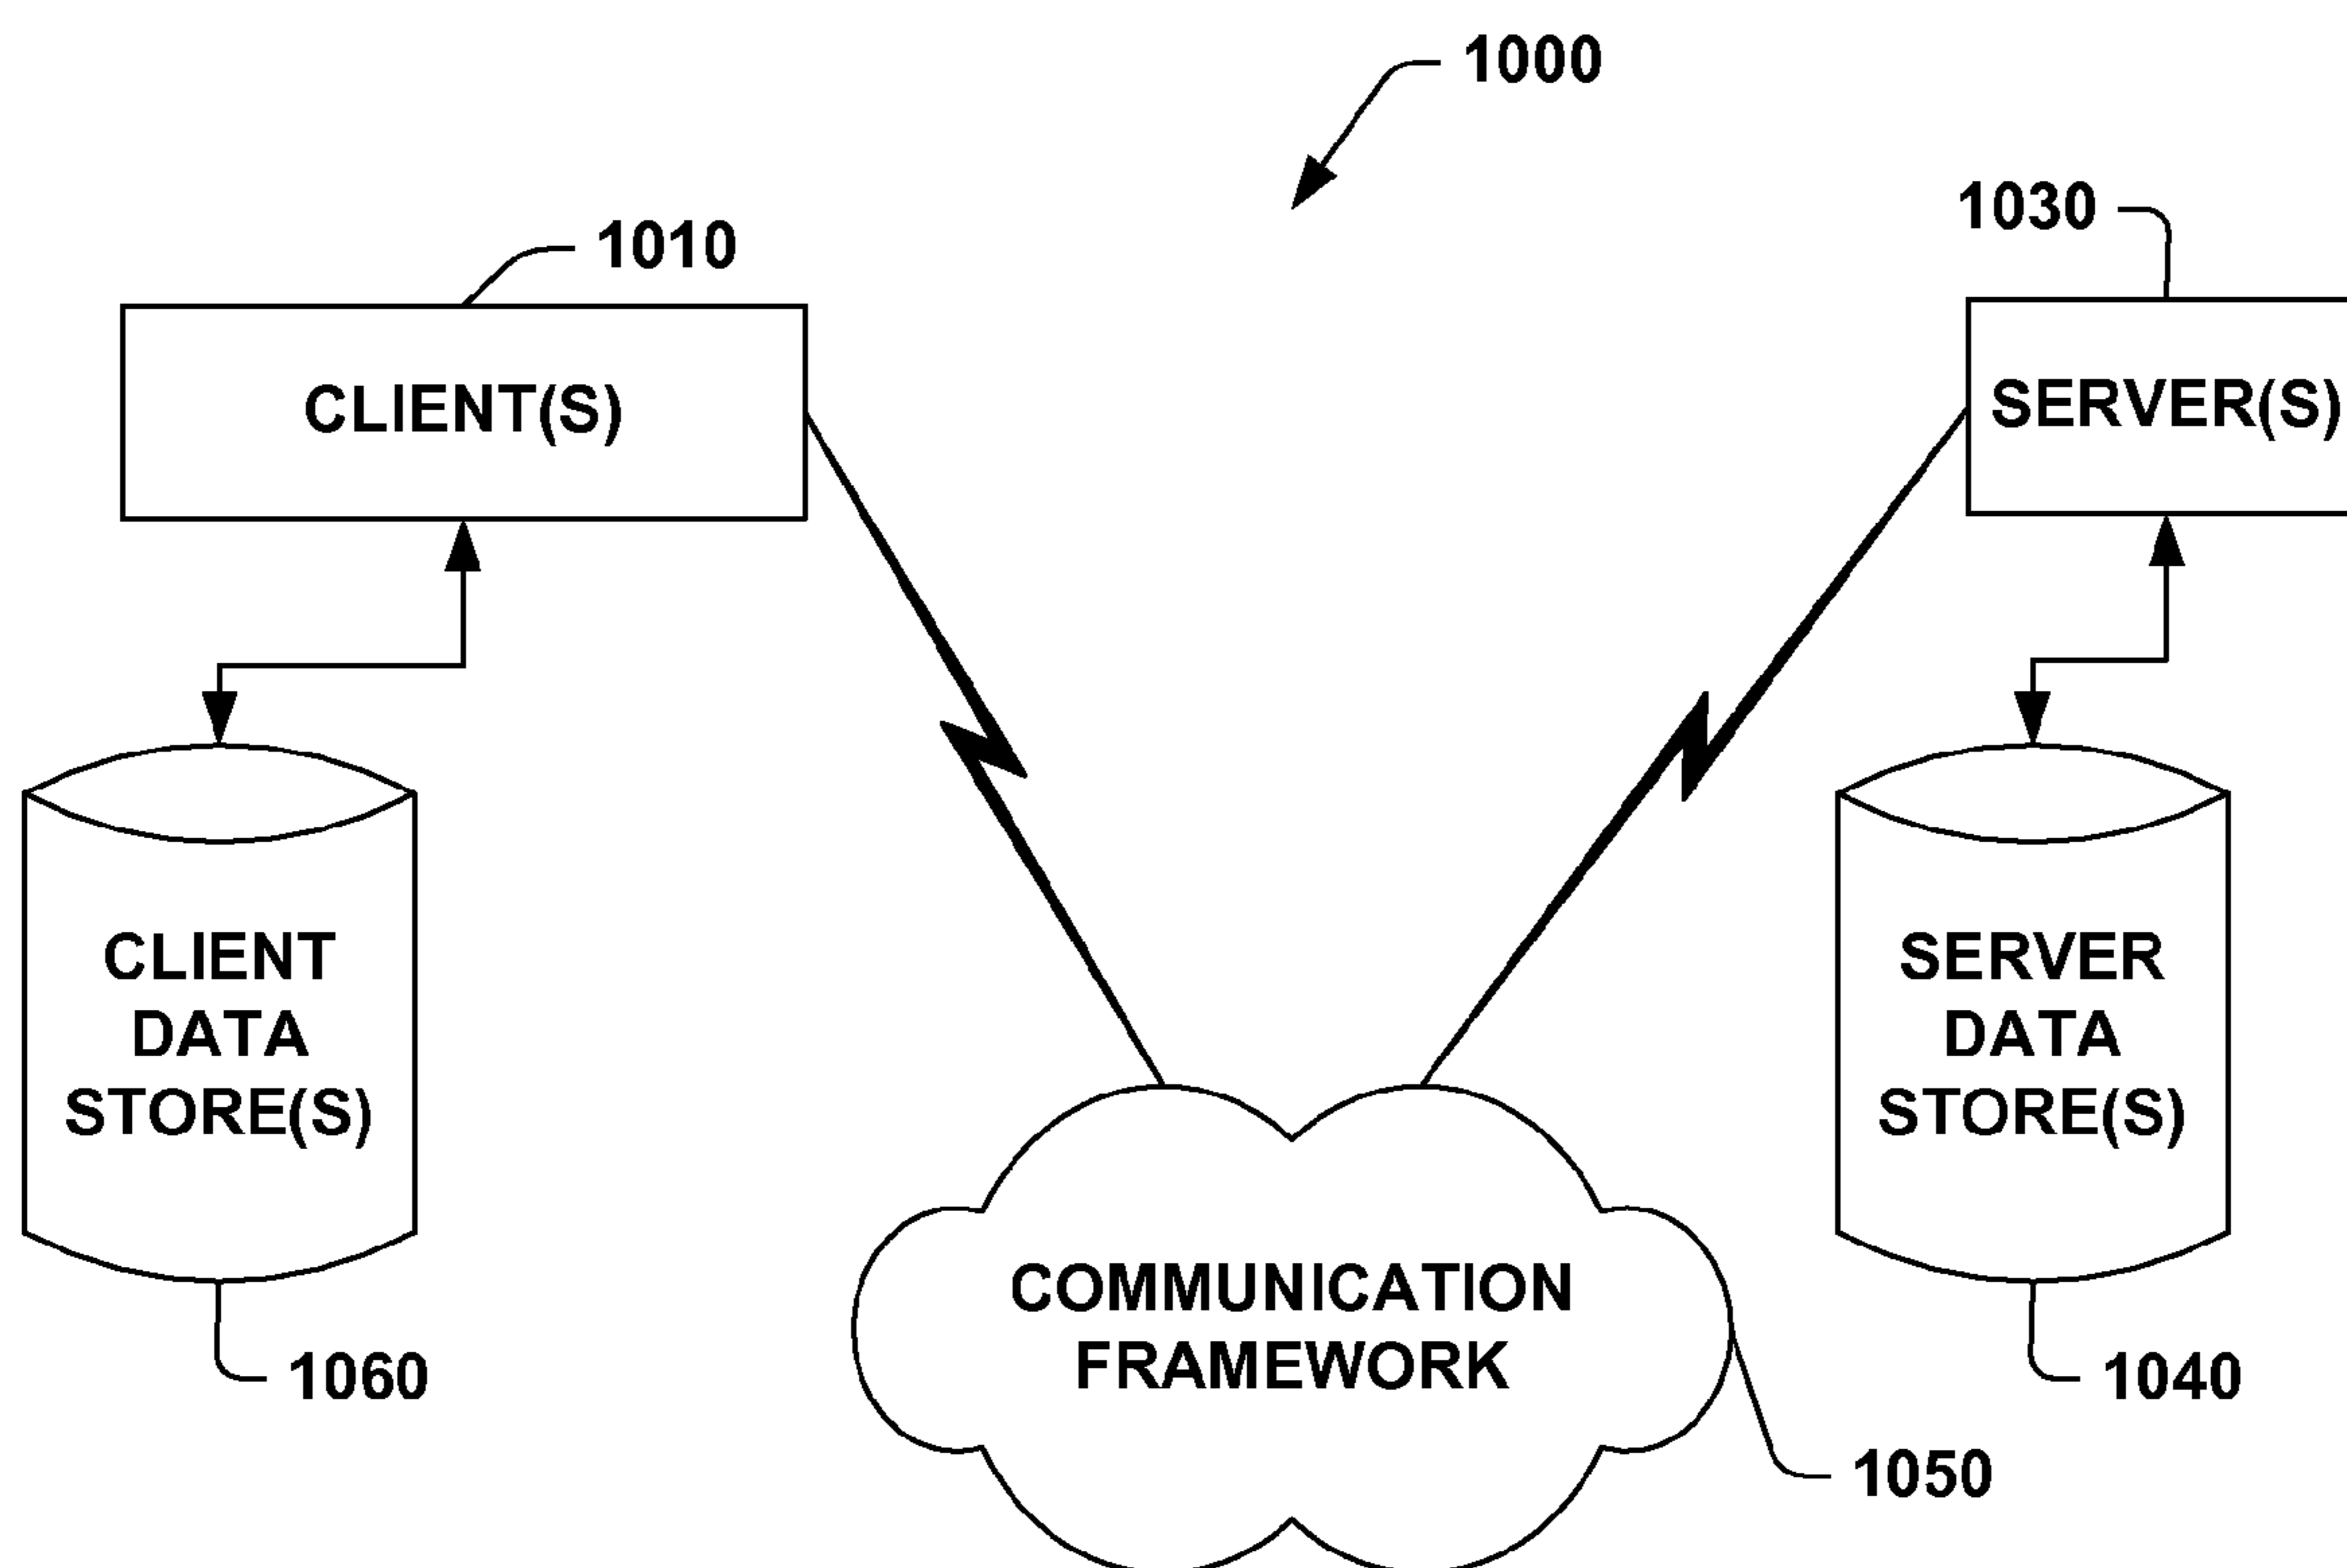 1000
1010
1030
CLIENT(S)
SERVER(S)
CLIENT
DATA
STORE(S)
SERVER
DATA
STORE(S)
COMMUNICATION
FRAMEWORK
1060
1040
1050